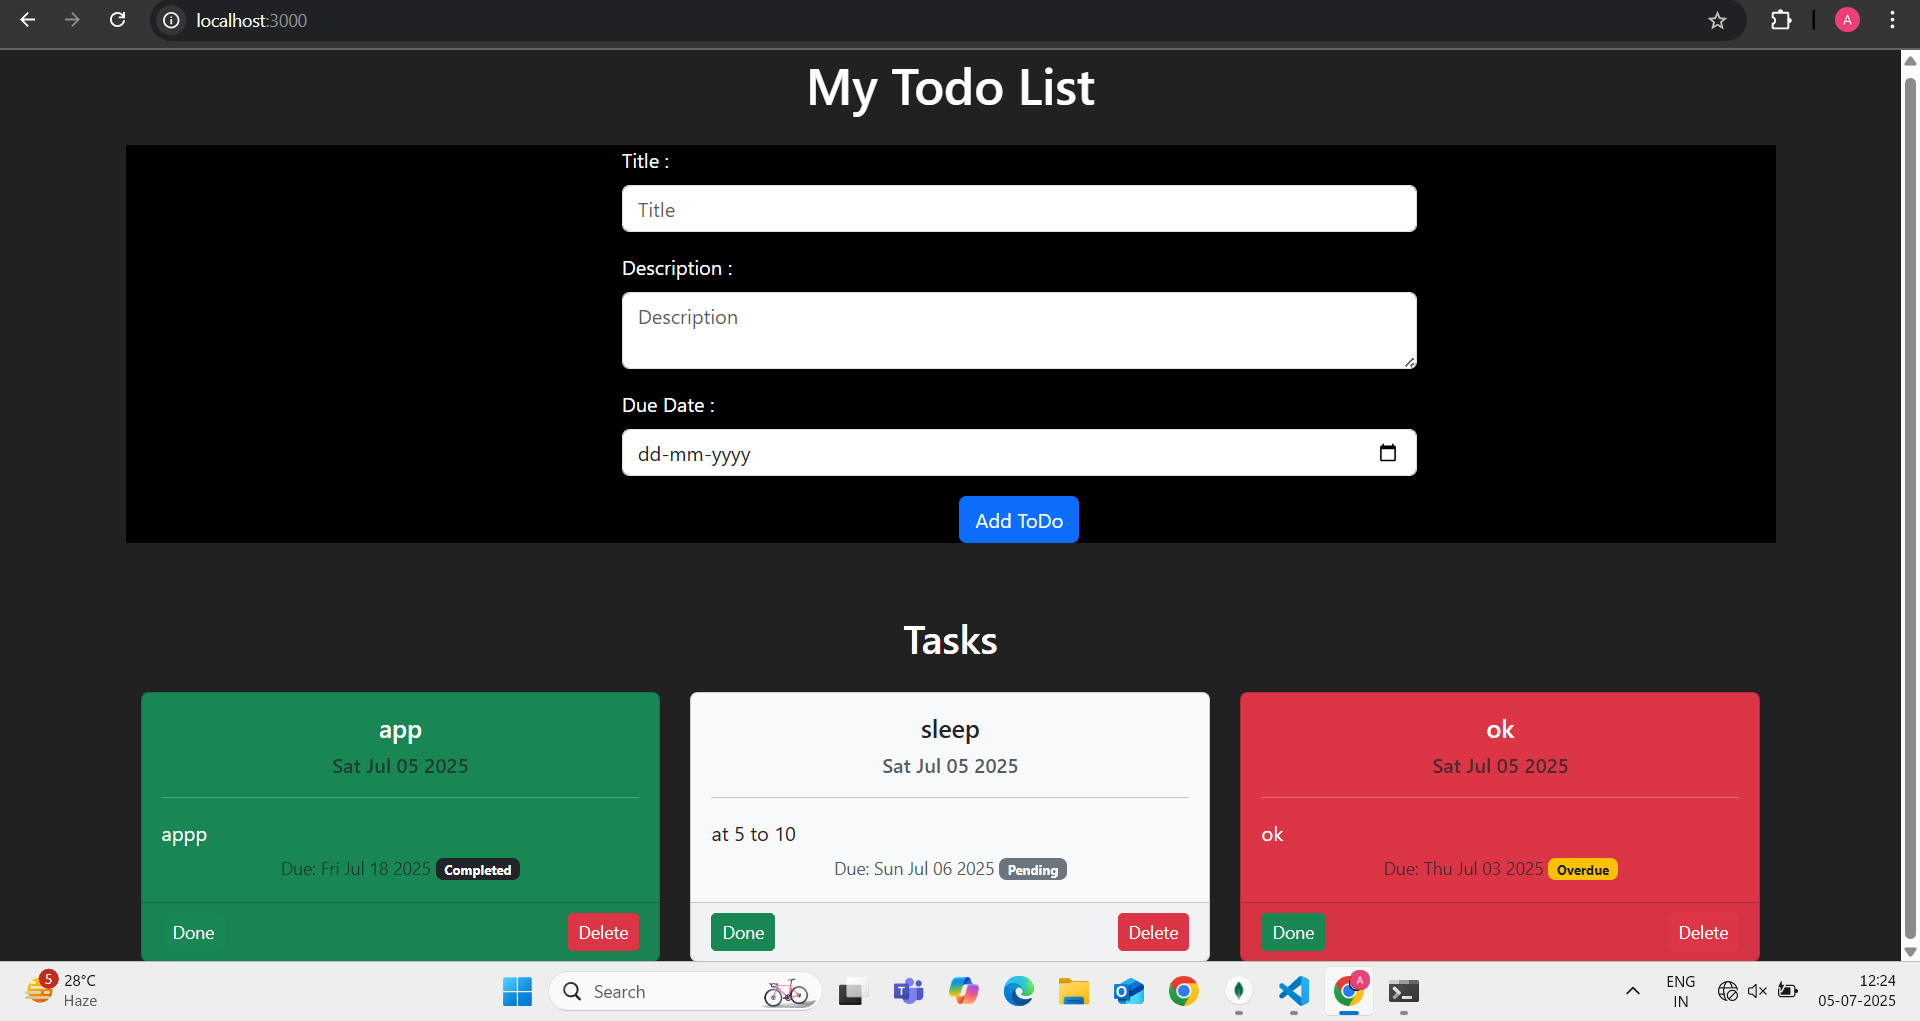 localhost:3000
A
My Todo List
Title :
Title
Description :
Description
Due Date :
dd-mm-yyyy
Add ToDo
Tasks
app
Sat Jul 05 2025
appp
Due: Fri Jul 18 2025 Completed
Done Delete
sleep
Sat Jul 05 2025
at 5 to 10
Due: Sun Jul 06 2025 Pending
Done Delete
ok
Sat Jul 05 2025
ok
Due: Thu Jul 03 2025 Overdue
Done Delete
5
28°C
Haze
Search
T
O
A
ENG
IN
12:24
05-07-2025